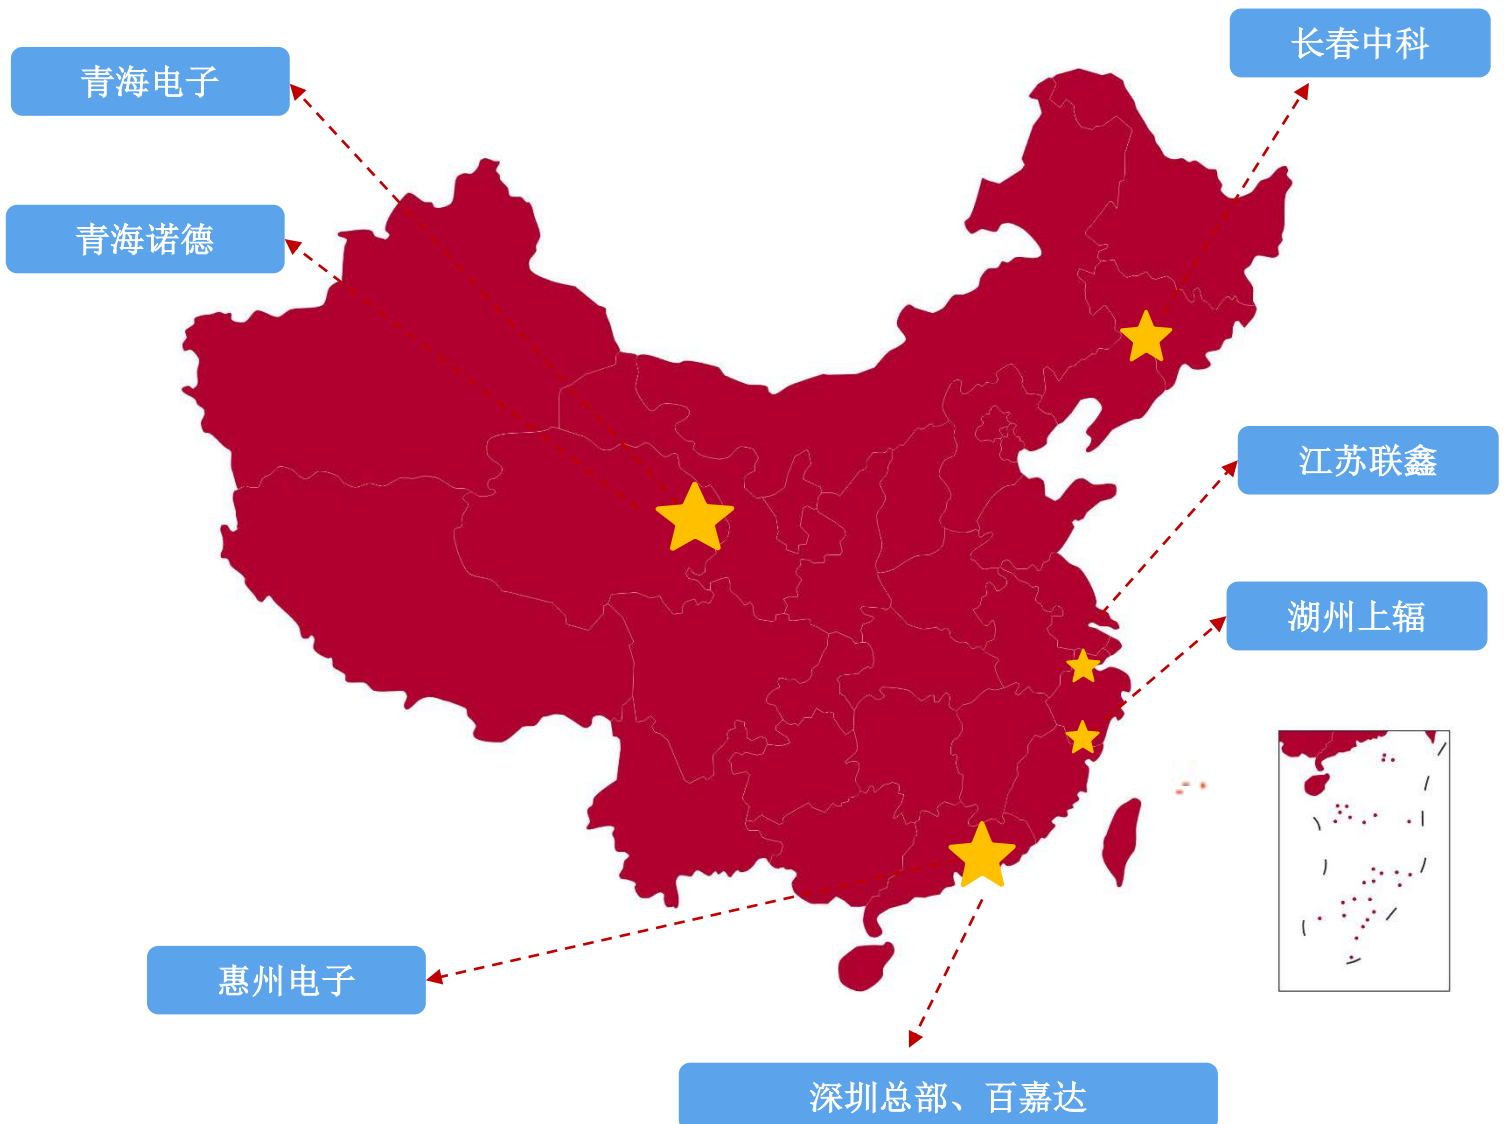 长春中科
青海电子
青海诺德
江苏联鑫
湖州上辐
惠州电子
深圳总部、百嘉达